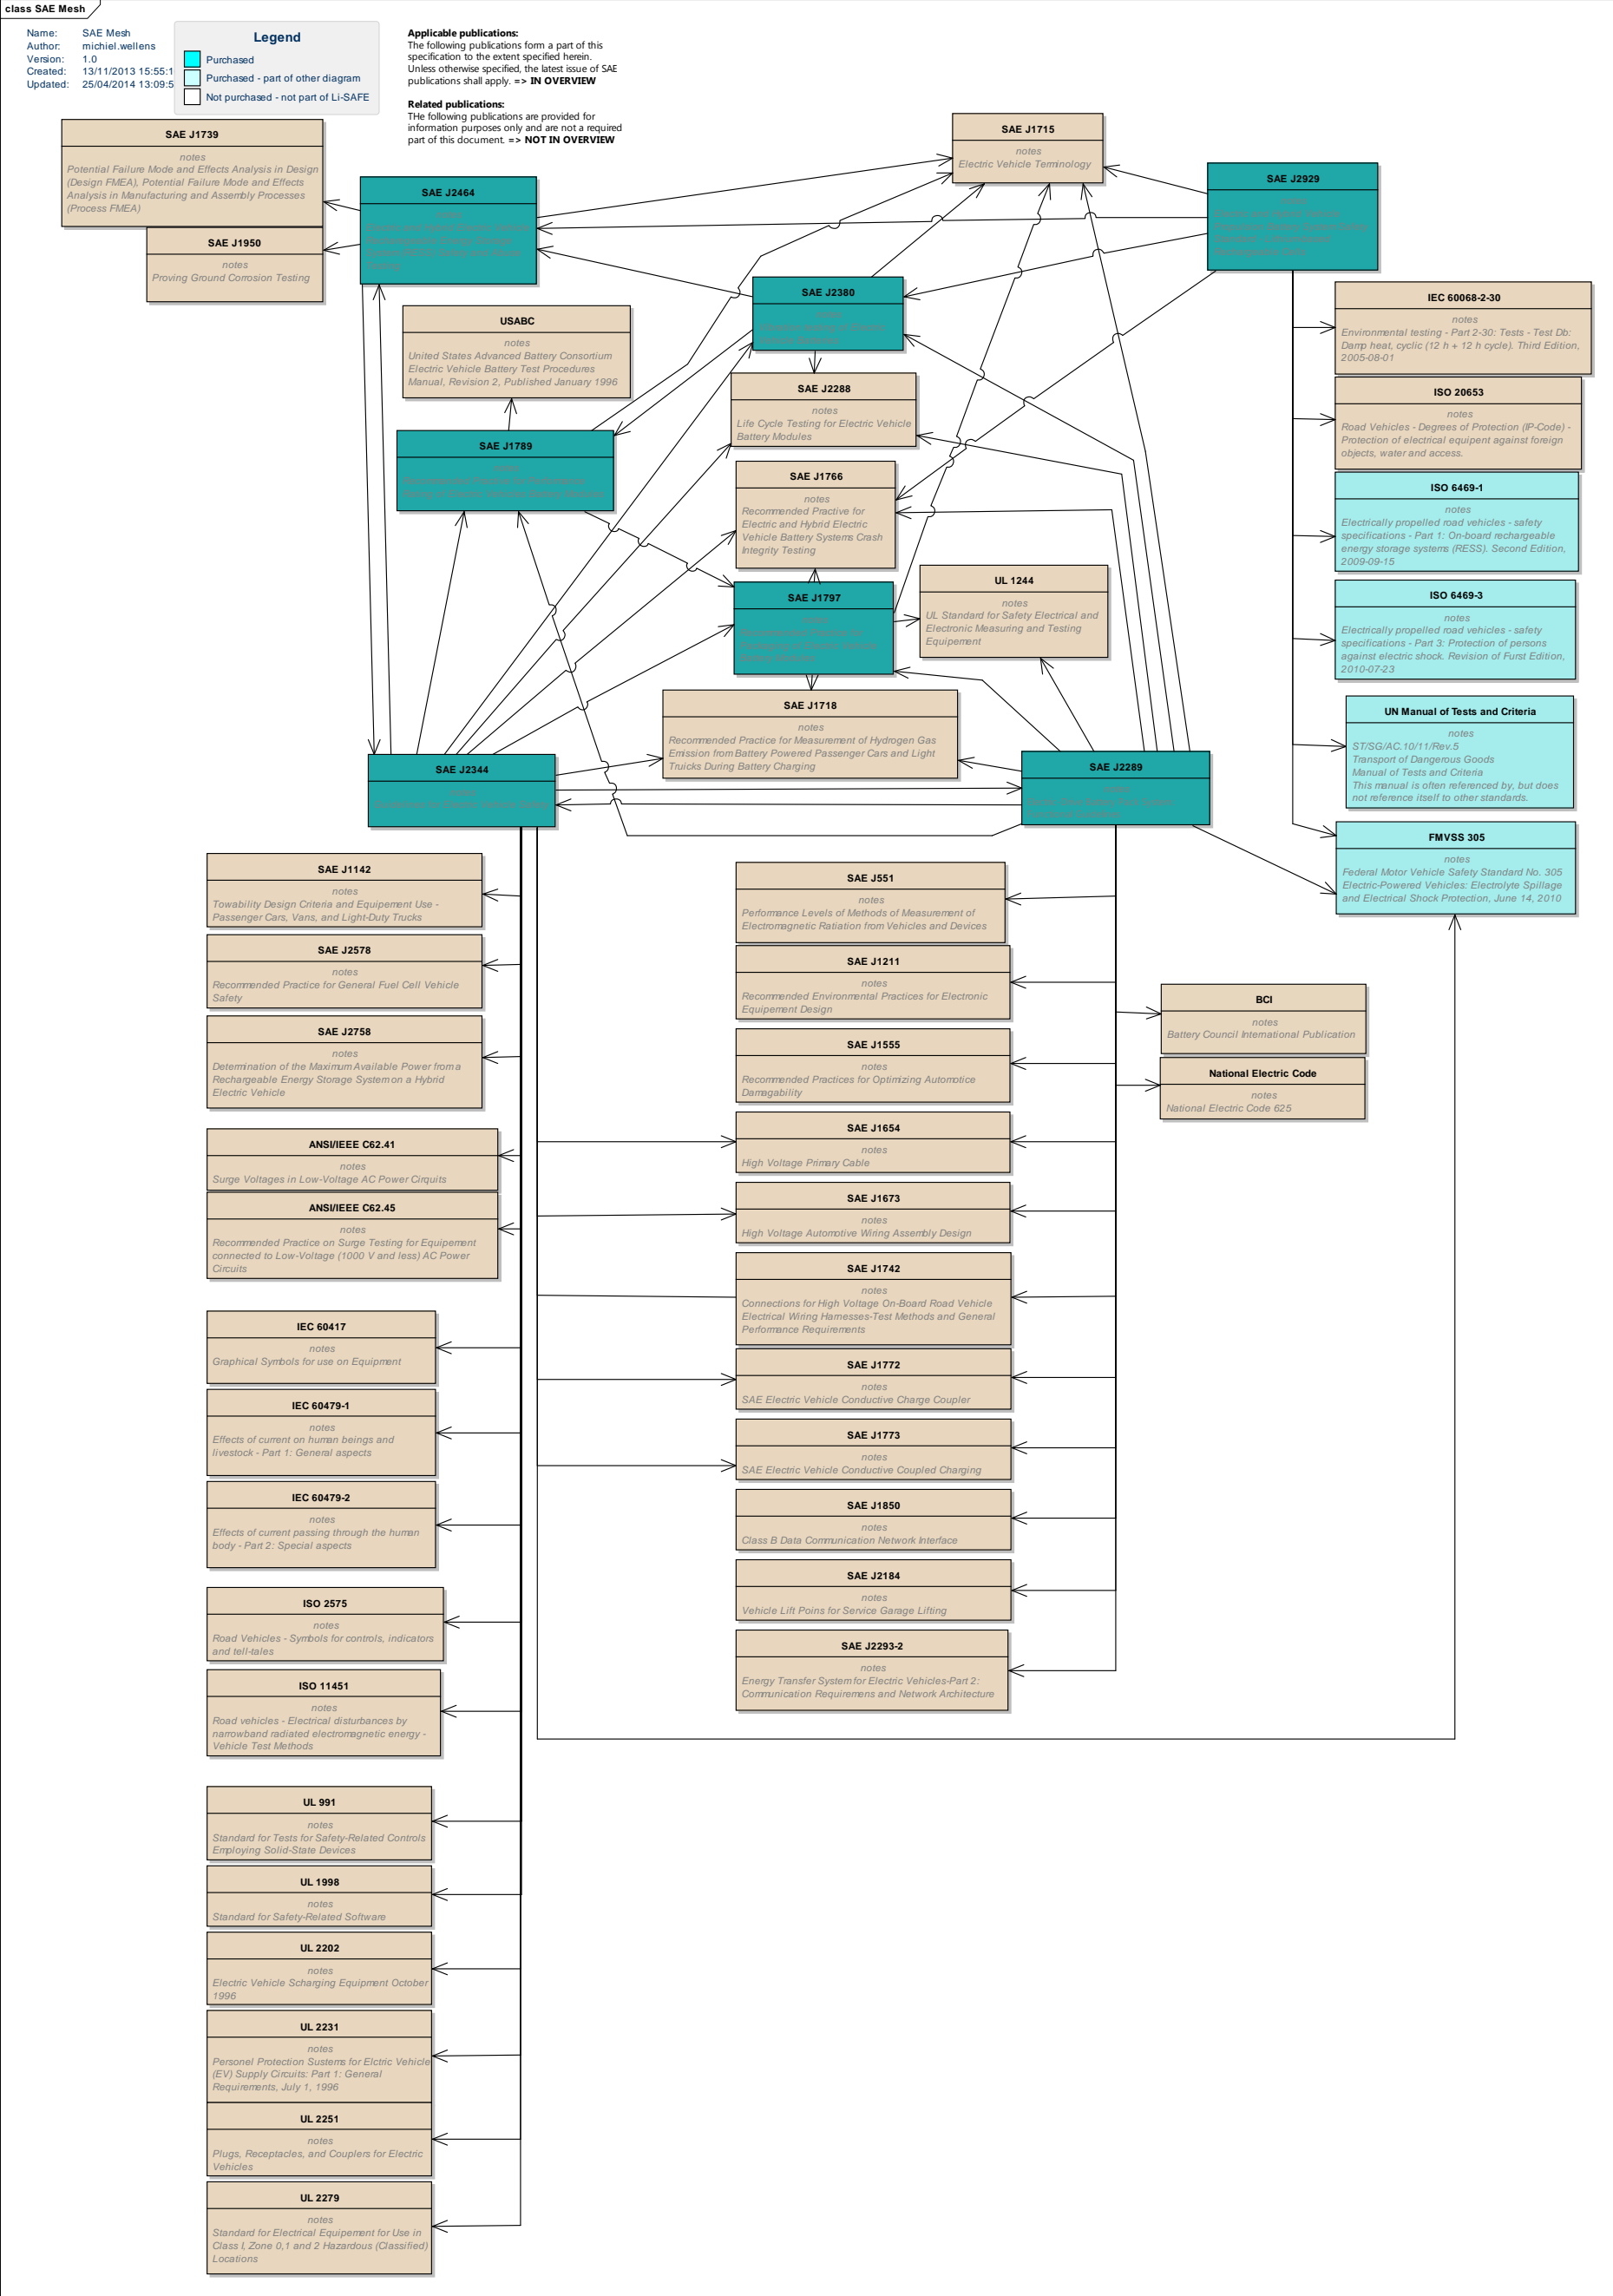 class SAE Mesh
Name: SAE Mesh
Author: michiel.wellens
Version: 1.0
Created: 13/11/2013 15:55:1
Updated: 25/04/2014 13:09:5
Legend
Purchased
Purchased - part of other diagram
Not purchased - not part of Li-SAFE
Applicable publications:
The following publications form a part of this
specification to the extent specified herein.
Unless otherwise specified, the latest issue of SAE
publications shall apply. => IN OVERVIEW
Related publications:
THe following publications are provided for
information purposes only and are not a required
part of this document. => NOT IN OVERVIEW
SAE J1739
notes
Potential Failure Mode and Effects Analysis in Design
(Design FMEA), Potential Failure Mode and Effects
Analysis in Manufacturing and Assembly Processes
(Process FMEA)
SAE J1950
notes
Proving Ground Corrosion Testing
SAE J2464
SAE J1715
notes
Electric Vehicle Terminology
SAE J2929
SAE J2380
notes
USABC
notes
United States Advanced Battery Consortium
Electric Vehicle Battery Test Procedures
Manual, Revision 2, Published January 1996
SAE J2288
notes
Life Cycle Testing for Electric Vehicle
Battery Modules
SAE J1789
notes
SAE J1766
notes
Recommended Practive for
Electric and Hybrid Electric
Vehicle Battery Systems Crash
Integrity Testing
SAE J1797
notes
UL 1244
notes
UL Standard for Safety Electrical and
Electronic Measuring and Testing
Equipement
SAE J1718
notes
Recommended Practice for Measurement of Hydrogen Gas
Emission from Battery Powered Passenger Cars and Light
Truicks During Battery Charging
SAE J2344
SAE J2289
IEC 60068-2-30
notes
Environmental testing - Part 2-30: Tests - Test Db:
Damp heat, cyclic (12 h + 12 h cycle). Third Edition,
2005-08-01
ISO 20653
notes
Road Vehicles - Degrees of Protection (IP-Code) -
Protection of electrical equipent against foreign
objects, water and access.
ISO 6469-1
notes
Electrically propelled road vehicles - safety
specifications - Part 1: On-board rechargeable
energy storage systems (RESS). Second Edition,
2009-09-15
ISO 6469-3
notes
Electrically propelled road vehicles - safety
specifications - Part 3: Protection of persons
against electric shock. Revision of Furst Edition,
2010-07-23
UN Manual of Tests and Criteria
notes
ST/SG/AC.10/11/Rev.5
Transport of Dangerous Goods
Manual of Tests and Criteria
This manual is often referenced by, but does
not reference itself to other standards.
FMVSS 305
notes
Federal Motor Vehicle Safety Standard No. 305
Electric-Powered Vehicles: Electrolyte Spillage
and Electrical Shock Protection, June 14, 2010
SAE J1142
notes
Towability Design Criteria and Equipement Use -
Passenger Cars, Vans, and Light-Duty Trucks
SAE J2578
notes
Recommended Practice for General Fuel Cell Vehicle
Safety
SAE J2758
notes
Determination of the Maximum Available Power from a
Rechargeable Energy Storage System on a Hybrid
Electric Vehicle
ANSI/IEEE C62.41
notes
Surge Voltages in Low-Voltage AC Power Cirquits
ANSI/IEEE C62.45
notes
Recommended Practice on Surge Testing for Equipement
connected to Low-Voltage (1000 V and less) AC Power
Circuits
IEC 60417
notes
Graphical Symbols for use on Equipment
IEC 60479-1
notes
Effects of current on human beings and
livestock - Part 1: General aspects
IEC 60479-2
notes
Effects of current passing through the human
body - Part 2: Special aspects
ISO 2575
notes
Road Vehicles - Symbols for controls, indicators
and tell-tales
ISO 11451
notes
Road vehicles - Electrical disturbances by
narrowband radiated electromagnetic energy -
Vehicle Test Methods
UL 991
notes
Standard for Tests for Safety-Related Controls
Employing Solid-State Devices
UL 1998
notes
Standard for Safety-Related Software
UL 2202
notes
Electric Vehicle Scharging Equipment October
1996
UL 2231
notes
Personel Protection Sustems for Elctric Vehicle
(EV) Supply Circuits: Part 1: General
Requirements, July 1, 1996
UL 2251
notes
Plugs, Receptacles, and Couplers for Electric
Vehicles
UL 2279
notes
Standard for Electrical Equipement for Use in
Class I, Zone 0,1 and 2 Hazardous (Classified)
Locations
SAE J551
notes
Performance Levels of Methods of Measurement of
Electromagnetic Ratiation from Vehicles and Devices
SAE J1211
notes
Recommended Environmental Practices for Electronic
Equipement Design
SAE J1555
notes
Recommended Practices for Optimizing Automotice
Damagability
SAE J1654
notes
High Voltage Primary Cable
SAE J1673
notes
High Voltage Automotive Wiring Assembly Design
SAE J1742
notes
Connections for High Voltage On-Board Road Vehicle
Electrical Wiring Harnesses-Test Methods and General
Performance Requirements
SAE J1772
notes
SAE Electric Vehicle Conductive Charge Coupler
SAE J1773
notes
SAE Electric Vehicle Conductive Coupled Charging
SAE J1850
notes
Class B Data Communication Network Interface
SAE J2184
notes
Vehicle Lift Poins for Service Garage Lifting
SAE J2293-2
notes
Energy Transfer System for Electric Vehicles-Part 2:
Communication Requiremens and Network Architecture
BCI
notes
Battery Council International Publication
National Electric Code
notes
National Electric Code 625